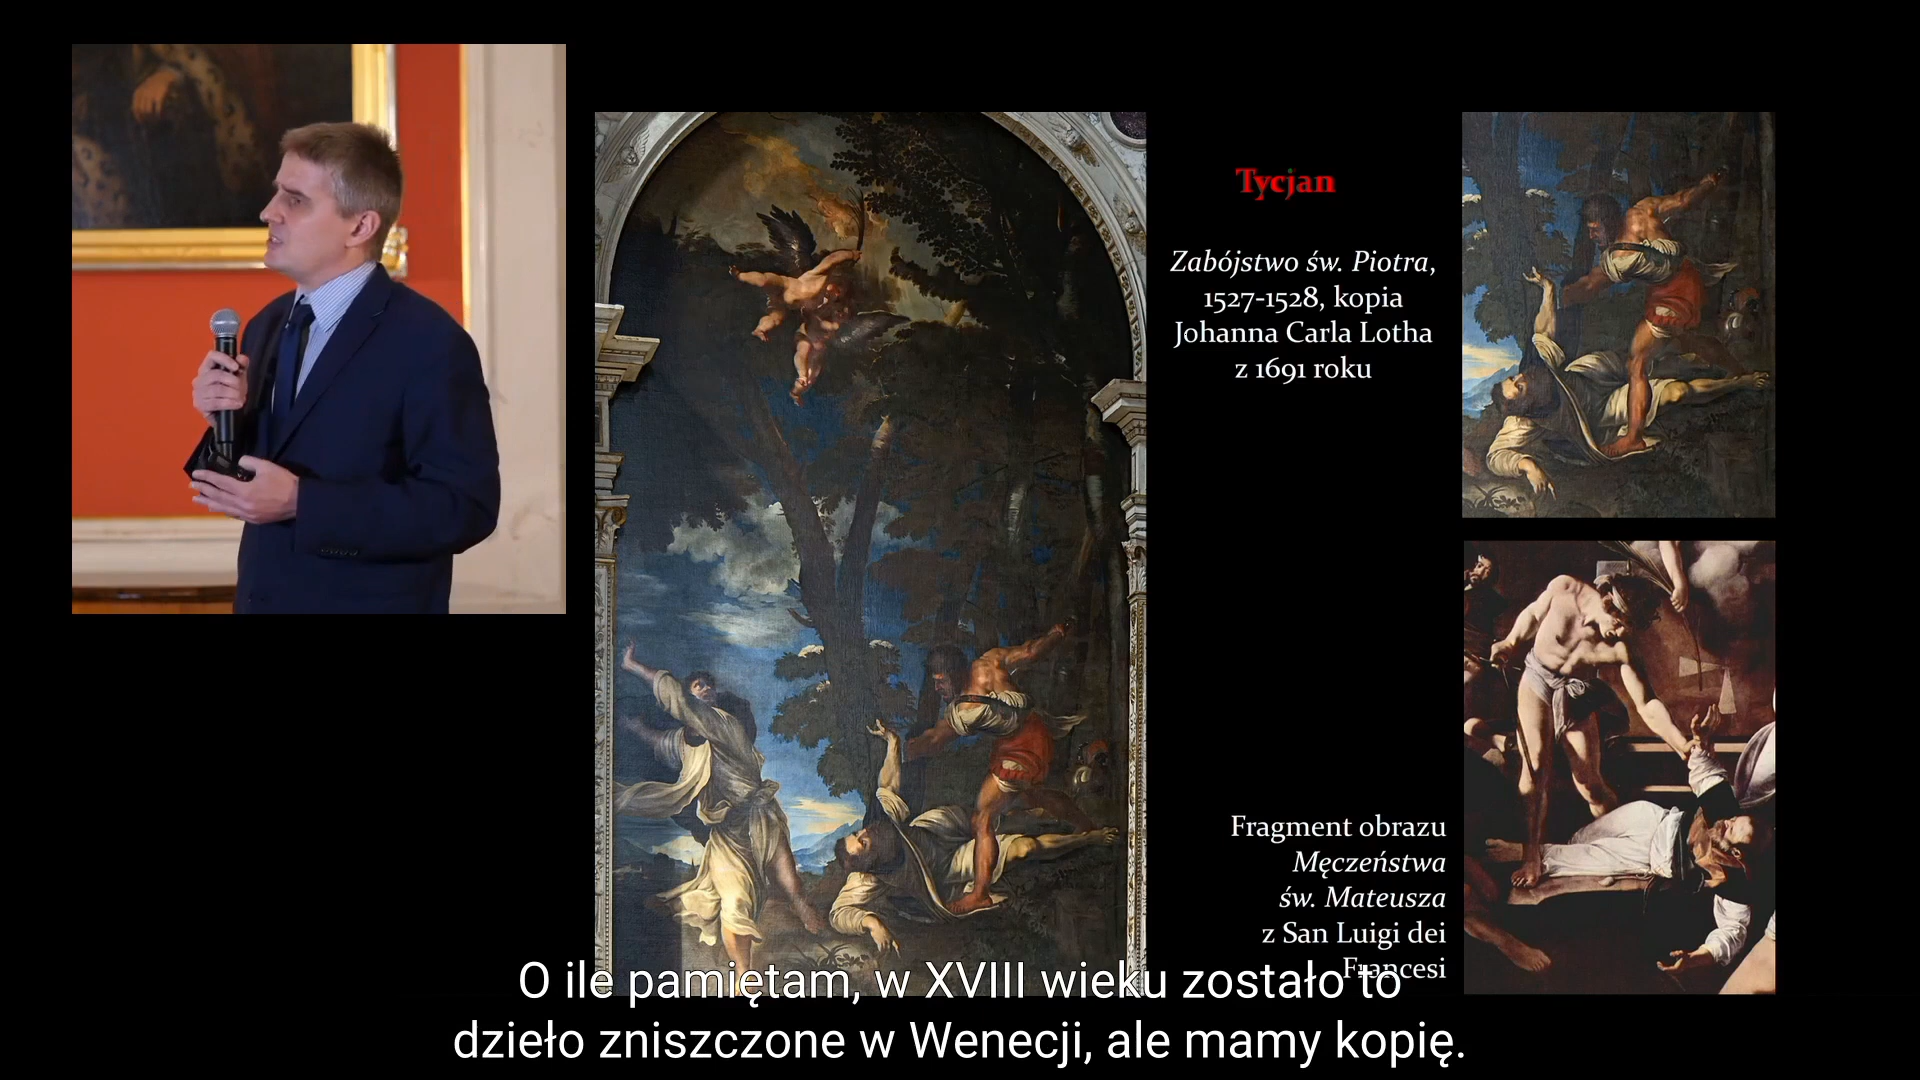 Tycjan
Zabójstwo św. Piotra,
1527-1528, kopia
Johanna Carla Lotha
z 1691 roku
Fragment obrazu
Męczeństwa
św. Mateusza
z San Luigi dei
Francesi
O ile pamiętam, w XVIII wieku zostało to
dzieło zniszczone w Wenecji, ale mamy kopię.